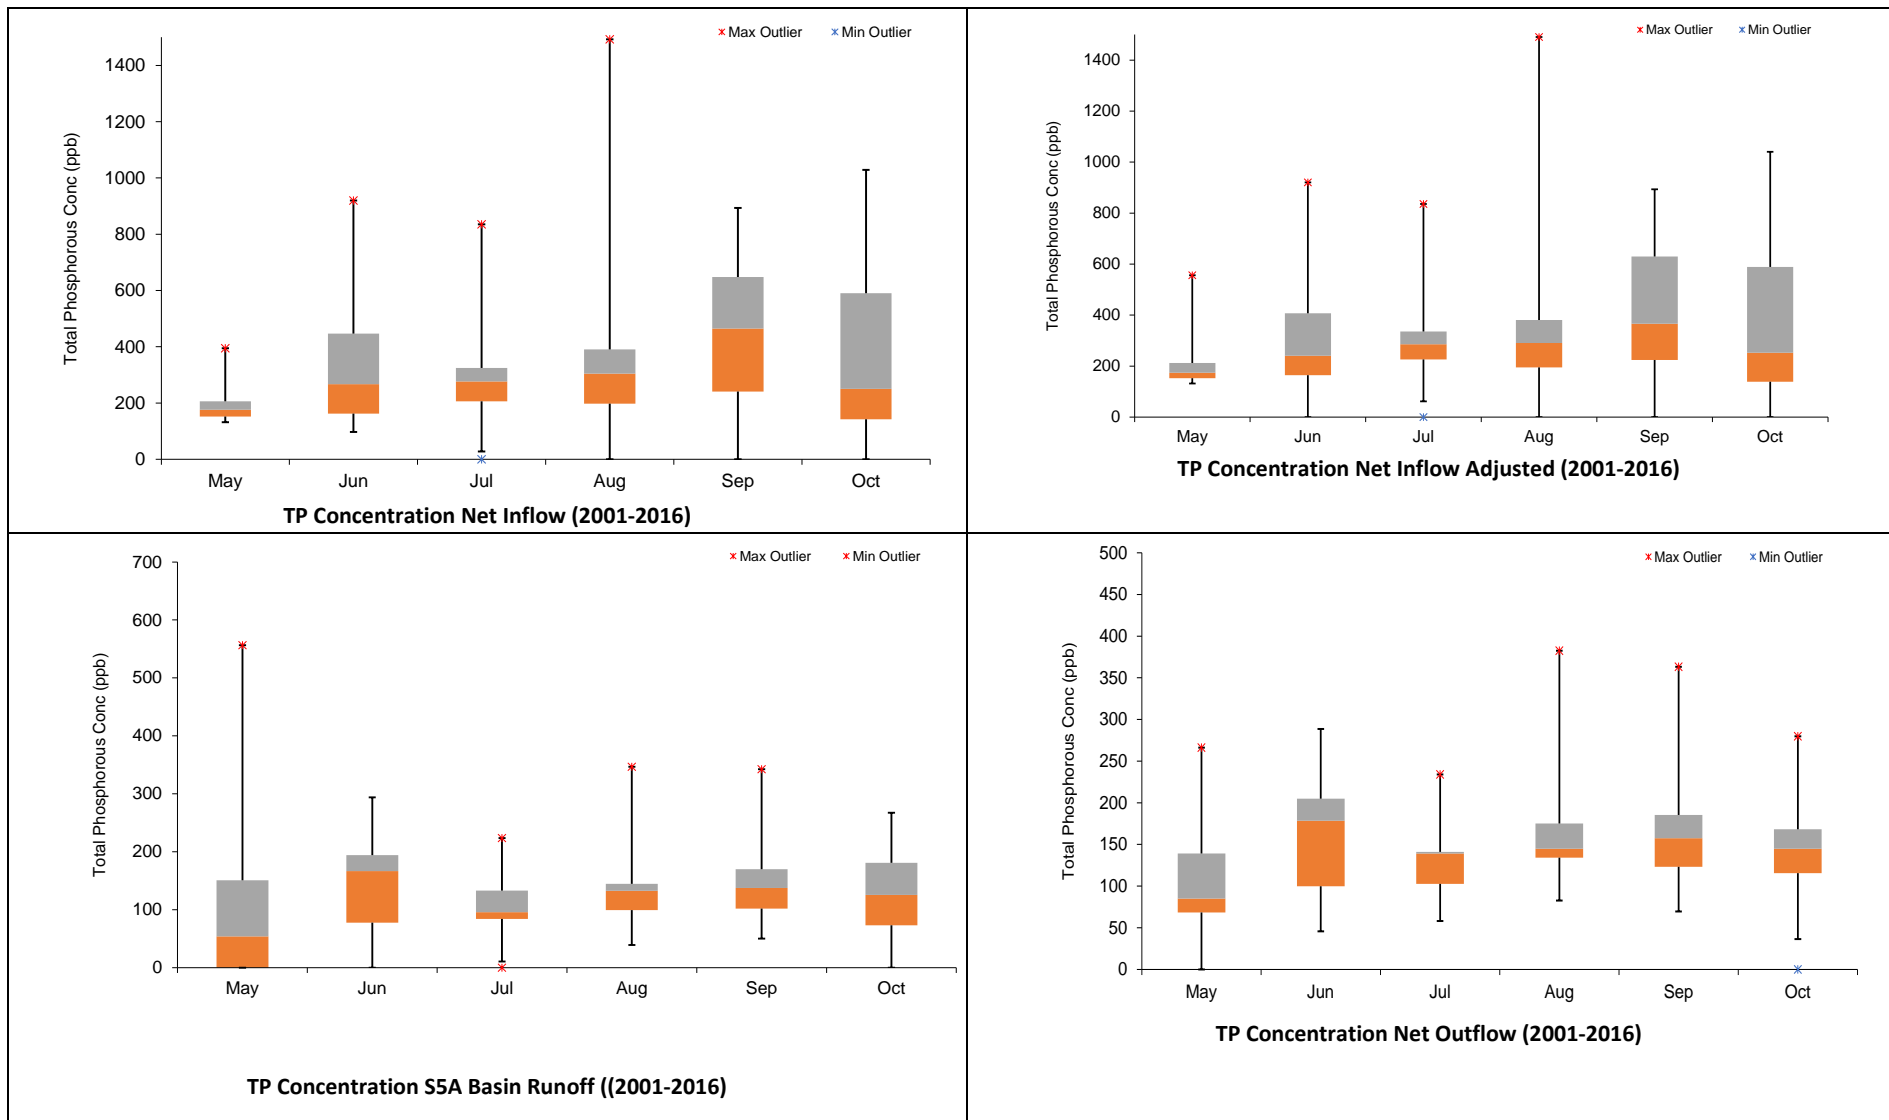 Max Outlier Min Outlier
Total Phosphorous Conc (ppb)
1400
1200
1000
800
600
400
200
0
May Jun Jul Aug Sep Oct
TP Concentration Net Inflow (2001-2016)
Max Outlier Min Outlier
Total Phosphorous Conc (ppb)
1400
1200
1000
800
600
400
200
0
May Jun Jul Aug Sep Oct
TP Concentration Net Inflow Adjusted (2001-2016)
Max Outlier Min Outlier
Total Phosphorous Conc (ppb)
700
600
500
400
300
200
100
0
May Jun Jul Aug Sep Oct
TP Concentration S5A Basin Runoff ((2001-2016)
Max Outlier Min Outlier
Total Phosphorous Conc (ppb)
500
450
400
350
300
250
200
150
100
50
0
May Jun Jul Aug Sep Oct
TP Concentration Net Outflow (2001-2016)